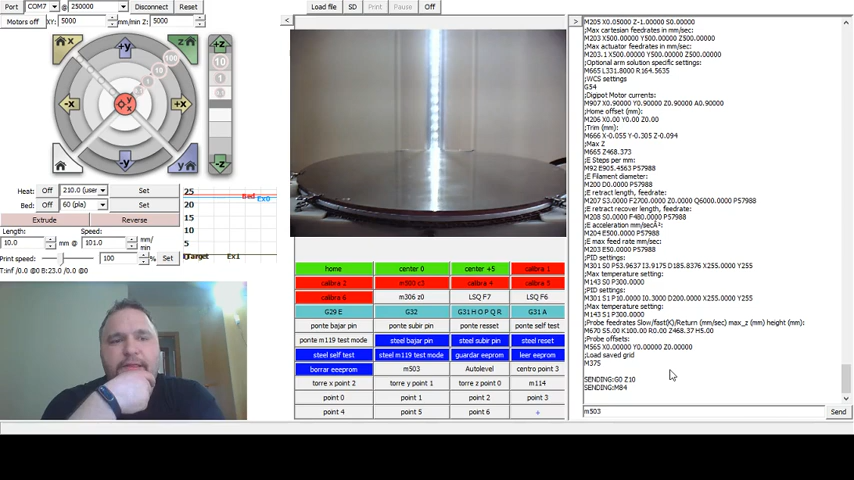 Port COM7 @ 250000 Disconnect Reset
Motors off XY: 5000 mm/min Z: 5000
x +y z
-x y x +x
-y y
+z
10
1
-z
100
10
1
Heat: Off 210.0 (user Set
Bed: Off 60 (pla) Set
Extrude Reverse
Length: Speed:
10.0 mm @ 101.0 mm/ min
Print speed: 100 % Set
T:inf /0.0 @0 B:23.0 /0.0 @0
25
20
15
10
5
Bed Ex0
Target Ex1
< Load file SD Print Pause Off
home center 0 center +5 calibra 1
calibra 2 m500 c3 calibra 4 calibra 5
calibra 6 m306 z0 LSQ F7 LSQ F6
G29 E G32 G31 H O P Q R G31 A
ponte bajar pin ponte subir pin ponte resset ponte self test
ponte m119 test mode steel bajar pin steel subir pin steel reset
steel self test steel m119 test mode guardar eeprom leer eeprom
borrar eeeprom m503 Autolevel centro point 3
torre x point 2 torre y point 1 torre z point 0 m114
point 0 point 1 point 2 point 3
point 4 point 5 point 6 +
>
M205 X0.05000 Z-1.00000 S0.00000
;Max cartesian feedrates in mm/sec:
M203 X500.00000 Y500.00000 Z500.00000
;Max actuator feedrates in mm/sec:
M203.1 X500.00000 Y500.00000 Z500.00000
;Optional arm solution specific settings:
M665 L331.8000 R164.5635
;WCS settings
G54
;Digipot Motor currents:
M907 X0.90000 Y0.90000 Z0.90000 A0.90000
;Home offset (mm):
M206 X0.00 Y0.00 Z0.00
;Trim (mm):
M666 X-0.055 Y-0.305 Z-0.094
;Max Z
M665 Z468.373
;E Steps per mm:
M92 E905.4563 P57988
;E Filament diameter:
M200 D0.0000 P57988
;E retract length, feedrate:
M207 S3.0000 F2700.0000 Z0.0000 Q6000.0000 P57988
;E retract recover length, feedrate:
M208 S0.0000 F480.0000 P57988
;E acceleration mm/secÂ²:
M204 E500.0000 P57988
;E max feed rate mm/sec:
M203 E50.0000 P57988
;PID settings:
M301 S0 P53.9637 I3.9175 D185.8376 X255.0000 Y255
;Max temperature setting:
M143 S0 P300.0000
;PID settings:
M301 S1 P10.0000 I0.3000 D200.0000 X255.0000 Y255
;Max temperature setting:
M143 S1 P300.0000
;Probe feedrates Slow/fast(K)/Return (mm/sec) max_z (mm) height (mm):
M670 S5.00 K100.00 R0.00 Z468.37 H5.00
;Probe offsets:
M565 X0.00000 Y0.00000 Z0.00000
;Load saved grid
M375
SENDING:G0 Z10
SENDING:M84
m503 Send